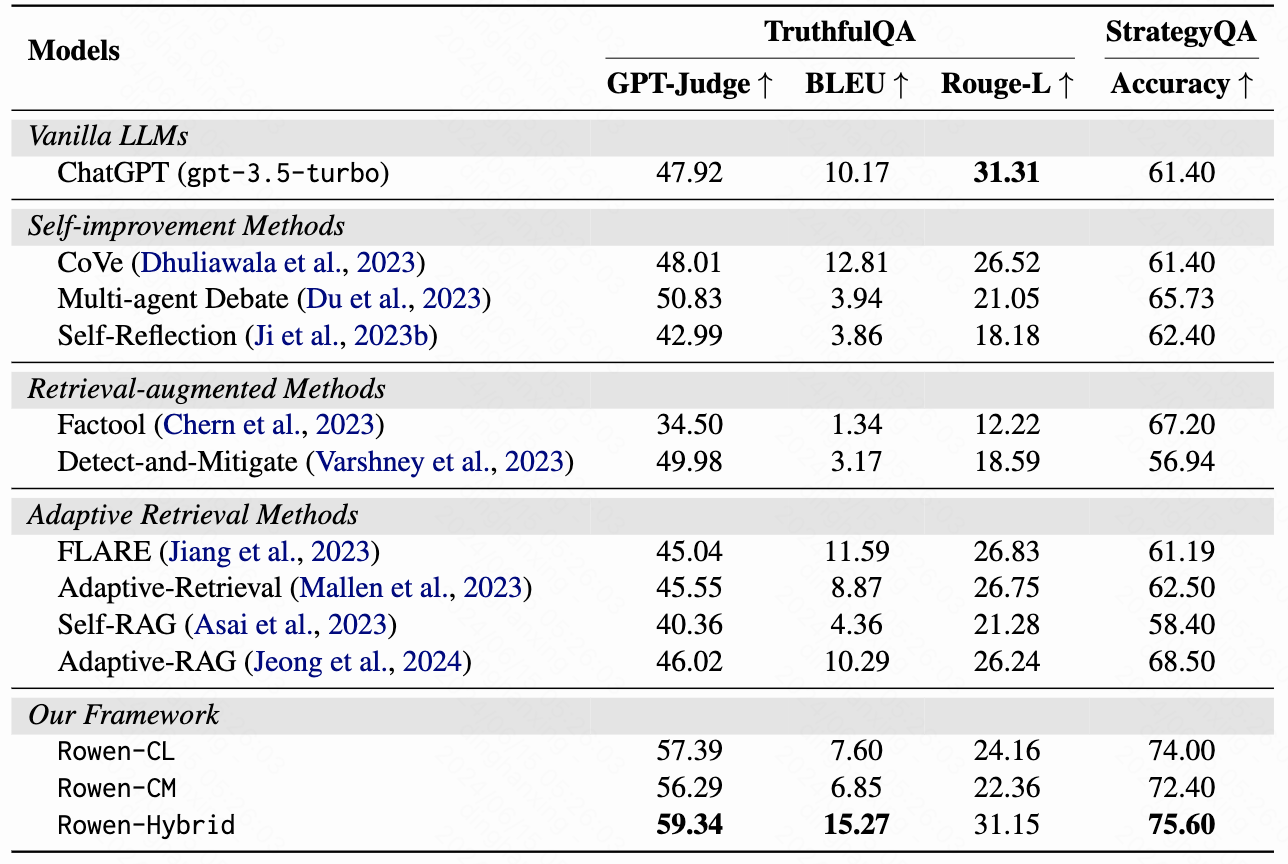 Models TruthfulQA StrategyQA
GPT-Judge ↑ BLEU ↑ Rouge-L ↑ Accuracy ↑
Vanilla LLMs
ChatGPT (gpt-3.5-turbo) 47.92 10.17 31.31 61.40
Self-improvement Methods
CoVe (Dhuliawala et al., 2023) 48.01 12.81 26.52 61.40
Multi-agent Debate (Du et al., 2023) 50.83 3.94 21.05 65.73
Self-Reflection (Ji et al., 2023b) 42.99 3.86 18.18 62.40
Retrieval-augmented Methods
Factool (Chern et al., 2023) 34.50 1.34 12.22 67.20
Detect-and-Mitigate (Varshney et al., 2023) 49.98 3.17 18.59 56.94
Adaptive Retrieval Methods
FLARE (Jiang et al., 2023) 45.04 11.59 26.83 61.19
Adaptive-Retrieval (Mallen et al., 2023) 45.55 8.87 26.75 62.50
Self-RAG (Asai et al., 2023) 40.36 4.36 21.28 58.40
Adaptive-RAG (Jeong et al., 2024) 46.02 10.29 26.24 68.50
Our Framework
Rowen-CL 57.39 7.60 24.16 74.00
Rowen-CM 56.29 6.85 22.36 72.40
Rowen-Hybrid 59.34 15.27 31.15 75.60